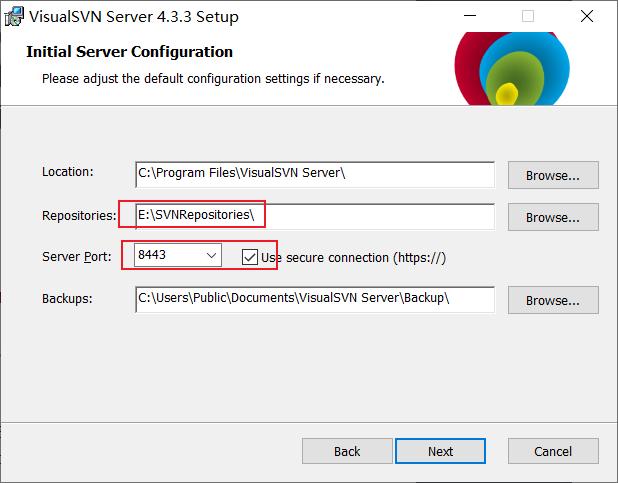 VisualSVN Server 4.3.3 Setup
Initial Server Configuration
Please adjust the default configuration settings if necessary.
Location: C:\Program Files\VisualSVN Server\ Browse...
Repositories: E:\SVNRepositories\ Browse...
Server Port: 8443 Use secure connection (https://)
Backups: C:\Users\Public\Documents\VisualSVN Server\Backup\ Browse...
Back Next Cancel